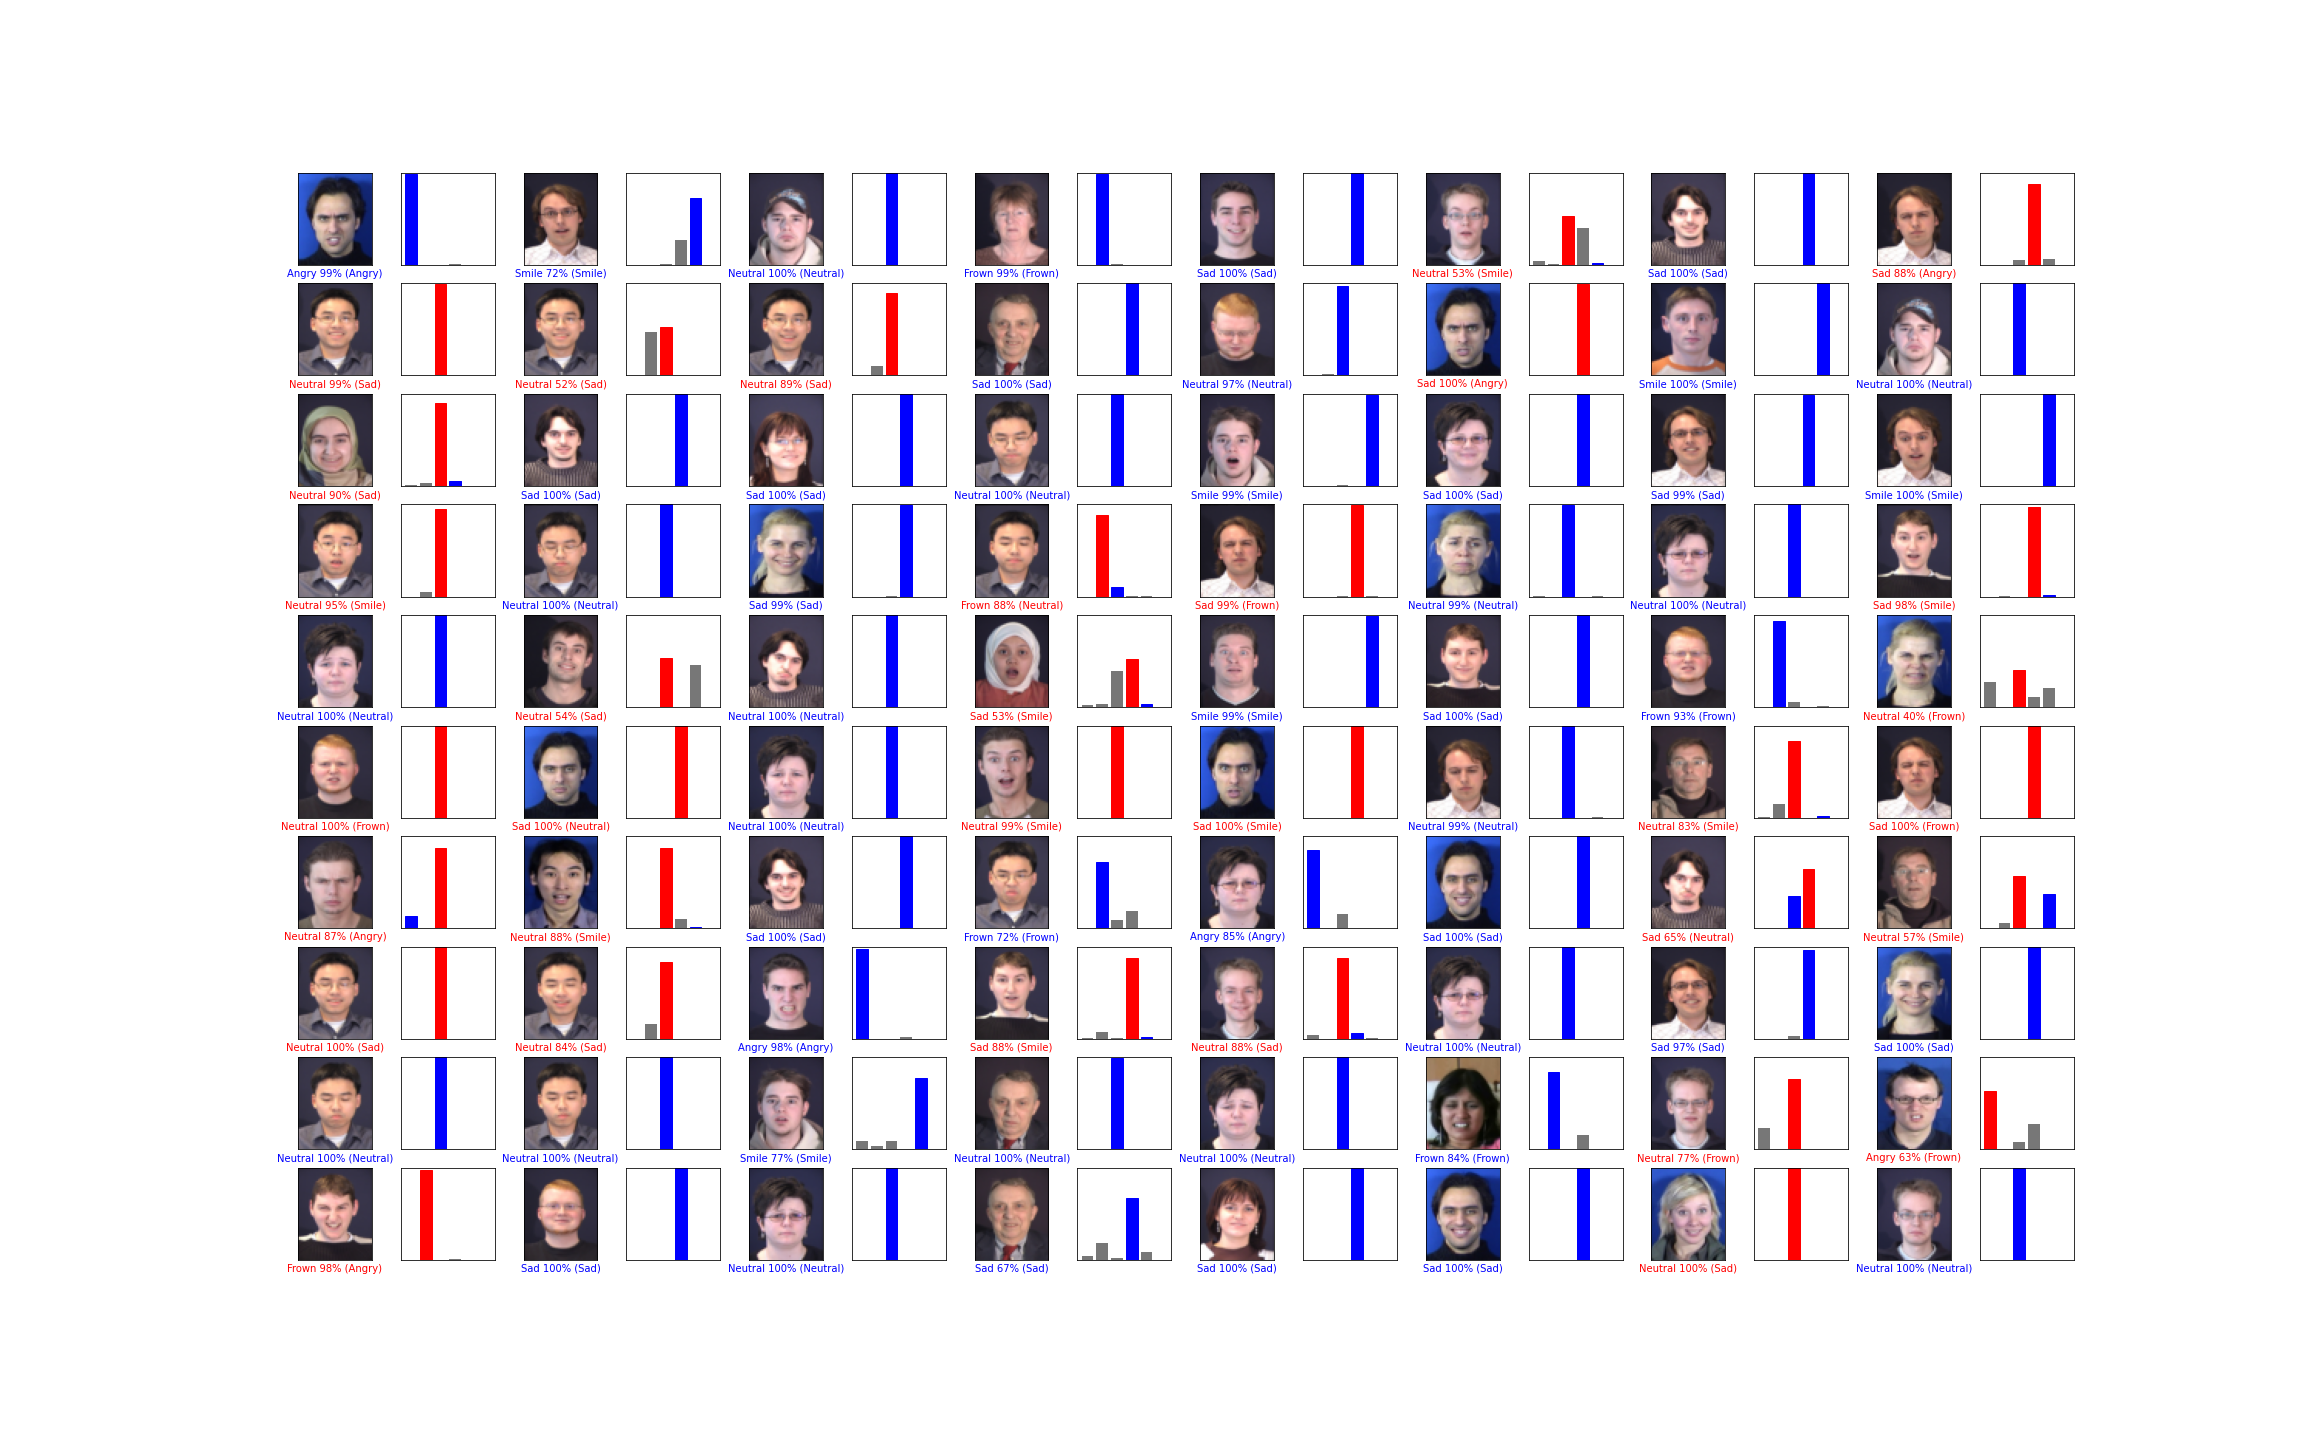 Angry 99% (Angry) Smile 72% (Smile) Neutral 100% (Neutral) Frown 99% (Frown) Sad 100% (Sad) Neutral 53% (Smile) Sad 100% (Sad) Sad 88% (Angry)
Neutral 99% (Sad) Neutral 52% (Sad) Neutral 89% (Sad) Sad 100% (Sad) Neutral 97% (Neutral) Sad 100% (Angry) Smile 100% (Smile) Neutral 100% (Neutral)
Neutral 90% (Sad) Sad 100% (Sad) Sad 100% (Sad) Neutral 100% (Neutral) Smile 99% (Smile) Sad 100% (Sad) Sad 99% (Sad) Smile 100% (Smile)
Neutral 95% (Smile) Neutral 100% (Neutral) Sad 99% (Sad) Frown 88% (Neutral) Sad 99% (Frown) Neutral 99% (Neutral) Neutral 100% (Neutral) Sad 98% (Smile)
Neutral 100% (Neutral) Neutral 54% (Sad) Neutral 100% (Neutral) Sad 53% (Smile) Smile 99% (Smile) Sad 100% (Sad) Frown 93% (Frown) Neutral 40% (Frown)
Neutral 100% (Frown) Sad 100% (Neutral) Neutral 100% (Neutral) Neutral 99% (Smile) Sad 100% (Smile) Neutral 99% (Neutral) Neutral 83% (Smile) Sad 100% (Frown)
Neutral 87% (Angry) Neutral 88% (Smile) Sad 100% (Sad) Frown 72% (Frown) Angry 85% (Angry) Sad 100% (Sad) Sad 65% (Neutral) Neutral 57% (Smile)
Neutral 100% (Sad) Neutral 84% (Sad) Angry 98% (Angry) Sad 88% (Smile) Neutral 88% (Sad) Neutral 100% (Neutral) Sad 97% (Sad) Sad 100% (Sad)
Neutral 100% (Neutral) Neutral 100% (Neutral) Smile 77% (Smile) Neutral 100% (Neutral) Neutral 100% (Neutral) Frown 84% (Frown) Neutral 77% (Frown) Angry 63% (Frown)
Frown 98% (Angry) Sad 100% (Sad) Neutral 100% (Neutral) Sad 67% (Sad) Sad 100% (Sad) Sad 100% (Sad) Neutral 100% (Sad) Neutral 100% (Neutral)